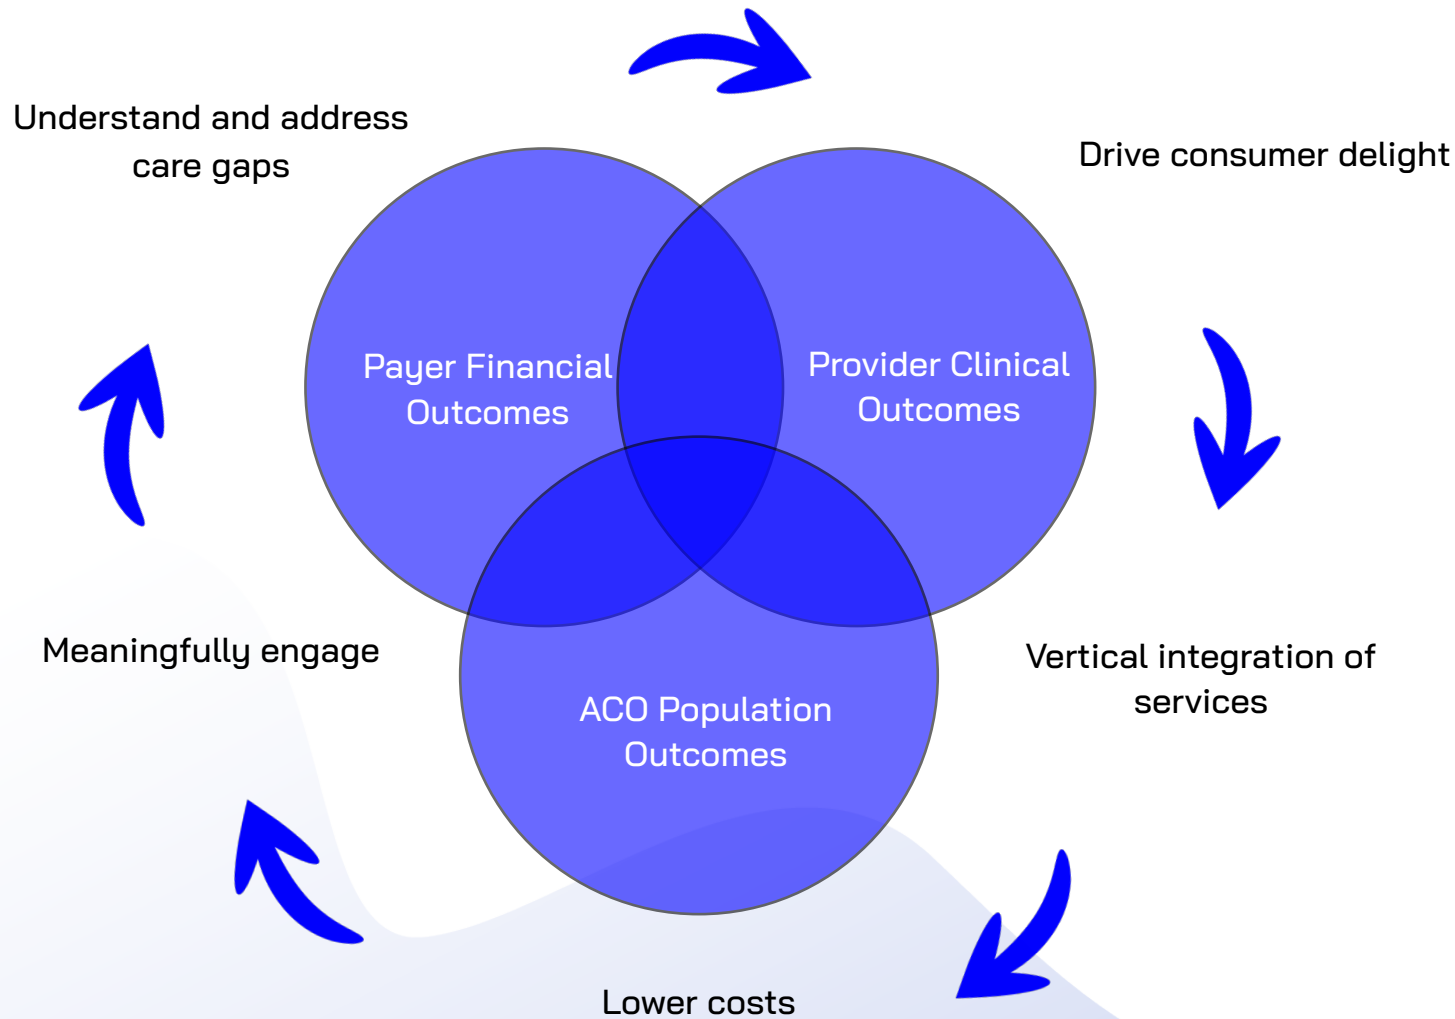 Understand and address
care gaps
Drive consumer delight
Payer Financial
Outcomes
Provider Clinical
Outcomes
Meaningfully engage
Vertical integration of
services
ACO Population
Outcomes
Lower costs